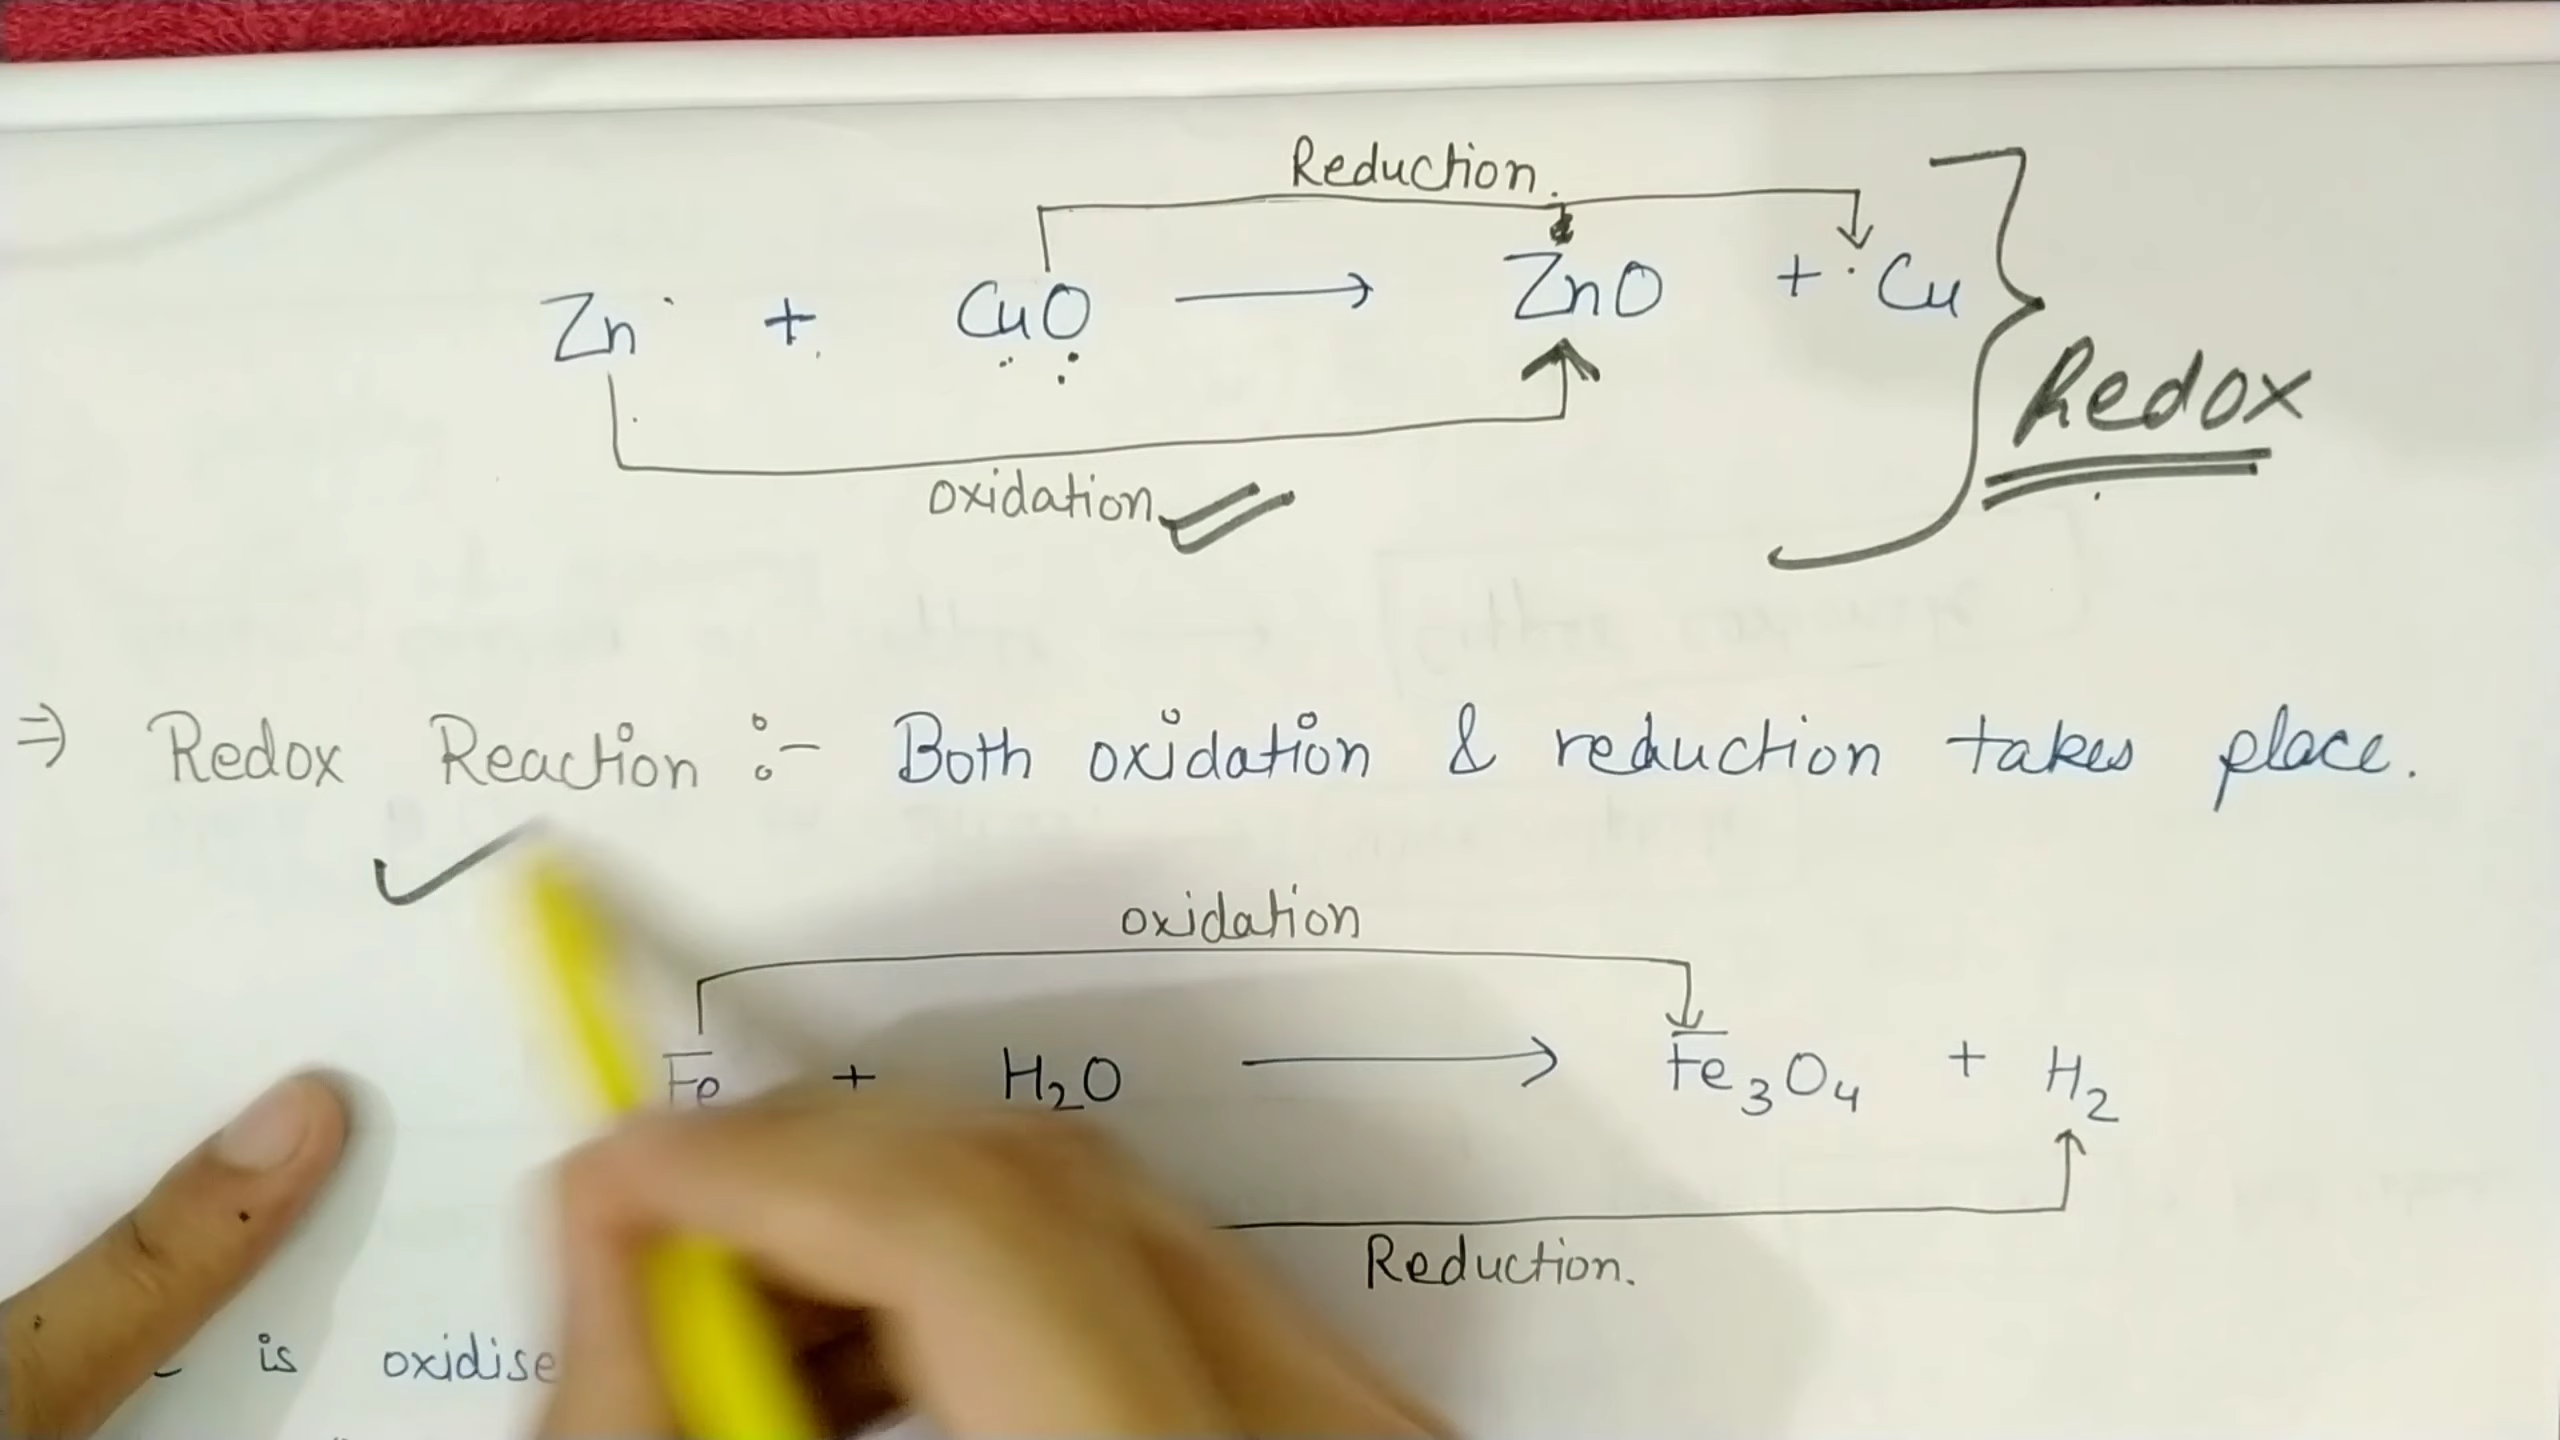 Reduction.
Zn + CuO → ZnO + Cu
Redox
oxidation
⇒ Redox Reaction :- Both oxidation & reduction takes place.
oxidation
Fe + H₂O → Fe₃O₄ + H₂
Reduction.
is oxidise